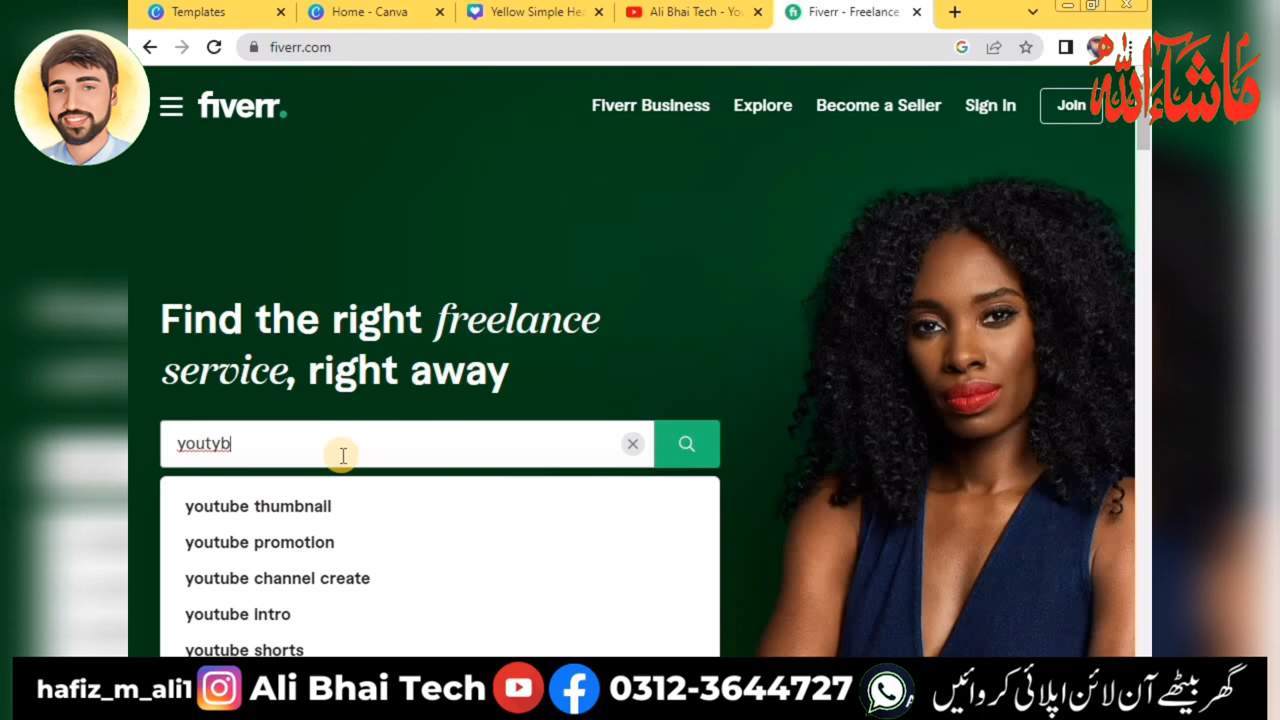 Templates
Home - Canva
Yellow Simple He
Ali Bhai Tech - Yo
Fiverr - Freelance
fiverr.com
fiverr.
Fiverr Business
Explore
Become a Seller
Sign In
Join
ماشاءاللہ
Find the right freelance
service, right away
youtyb
youtube thumbnail
youtube promotion
youtube channel create
youtube intro
youtube shorts
hafiz_m_ali1
Ali Bhai Tech
0312-3644727
گھر بیٹھے آن لائن اپلائی کروائیں